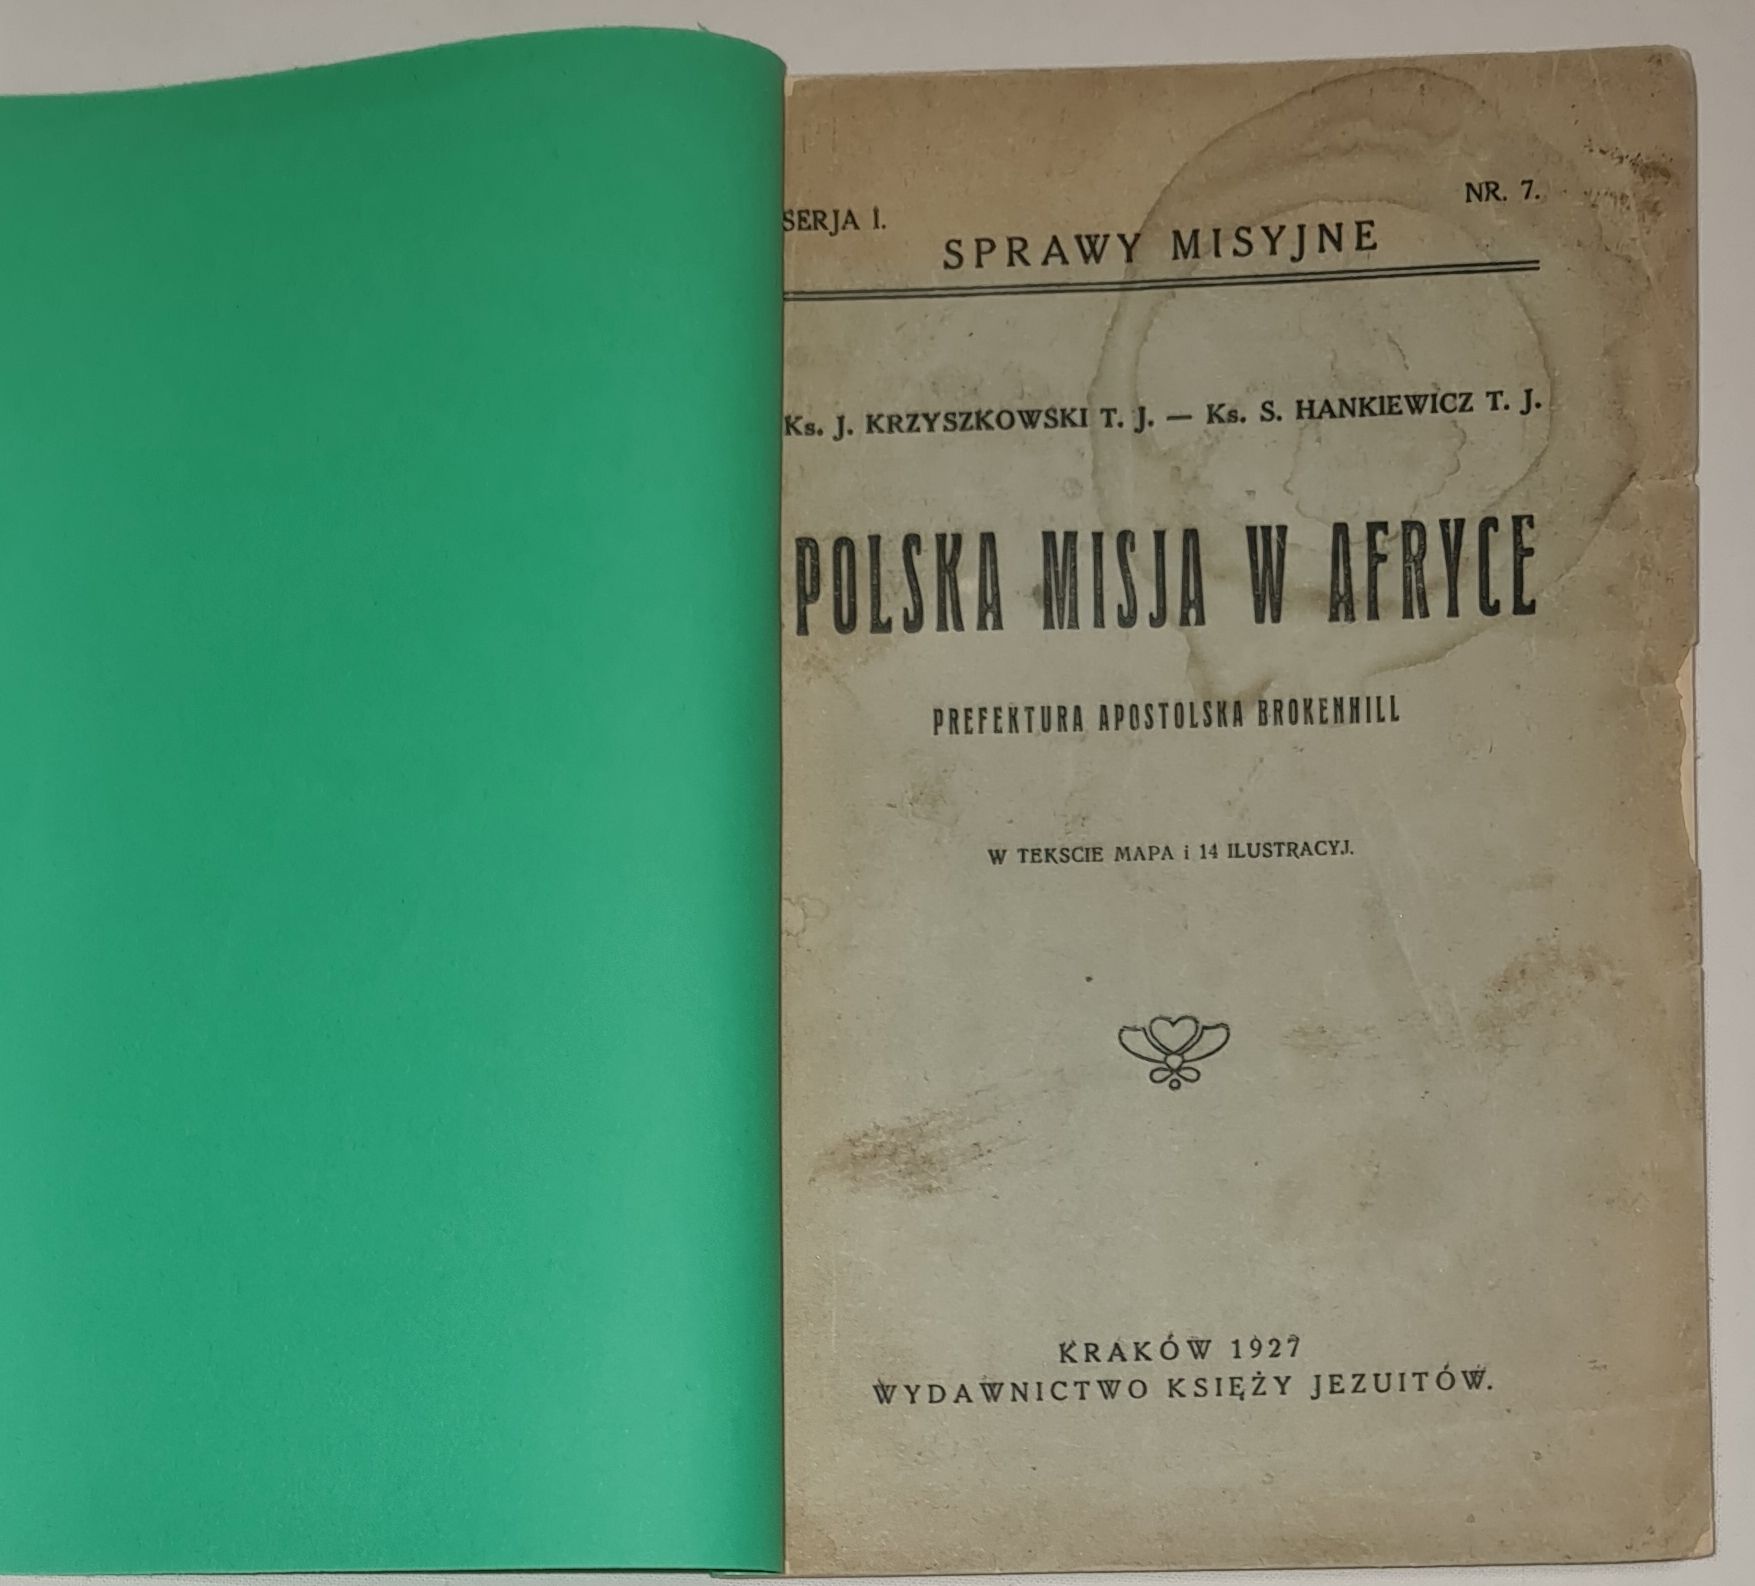 SERJA I.
NR. 7.
SPRAWY MISYJNE
Ks. J. KRZYSZKOWSKI T. J. — Ks. S. HANKIEWICZ T. J.
POLSKA MISJA W AFRYCE
PREFEKTURA APOSTOLSKA BROKENHILL
W TEKSCIE MAPA i 14 ILUSTRACYJ.
KRAKÓW 1927
WYDAWNICTWO KSIĘŻY JEZUITÓW.